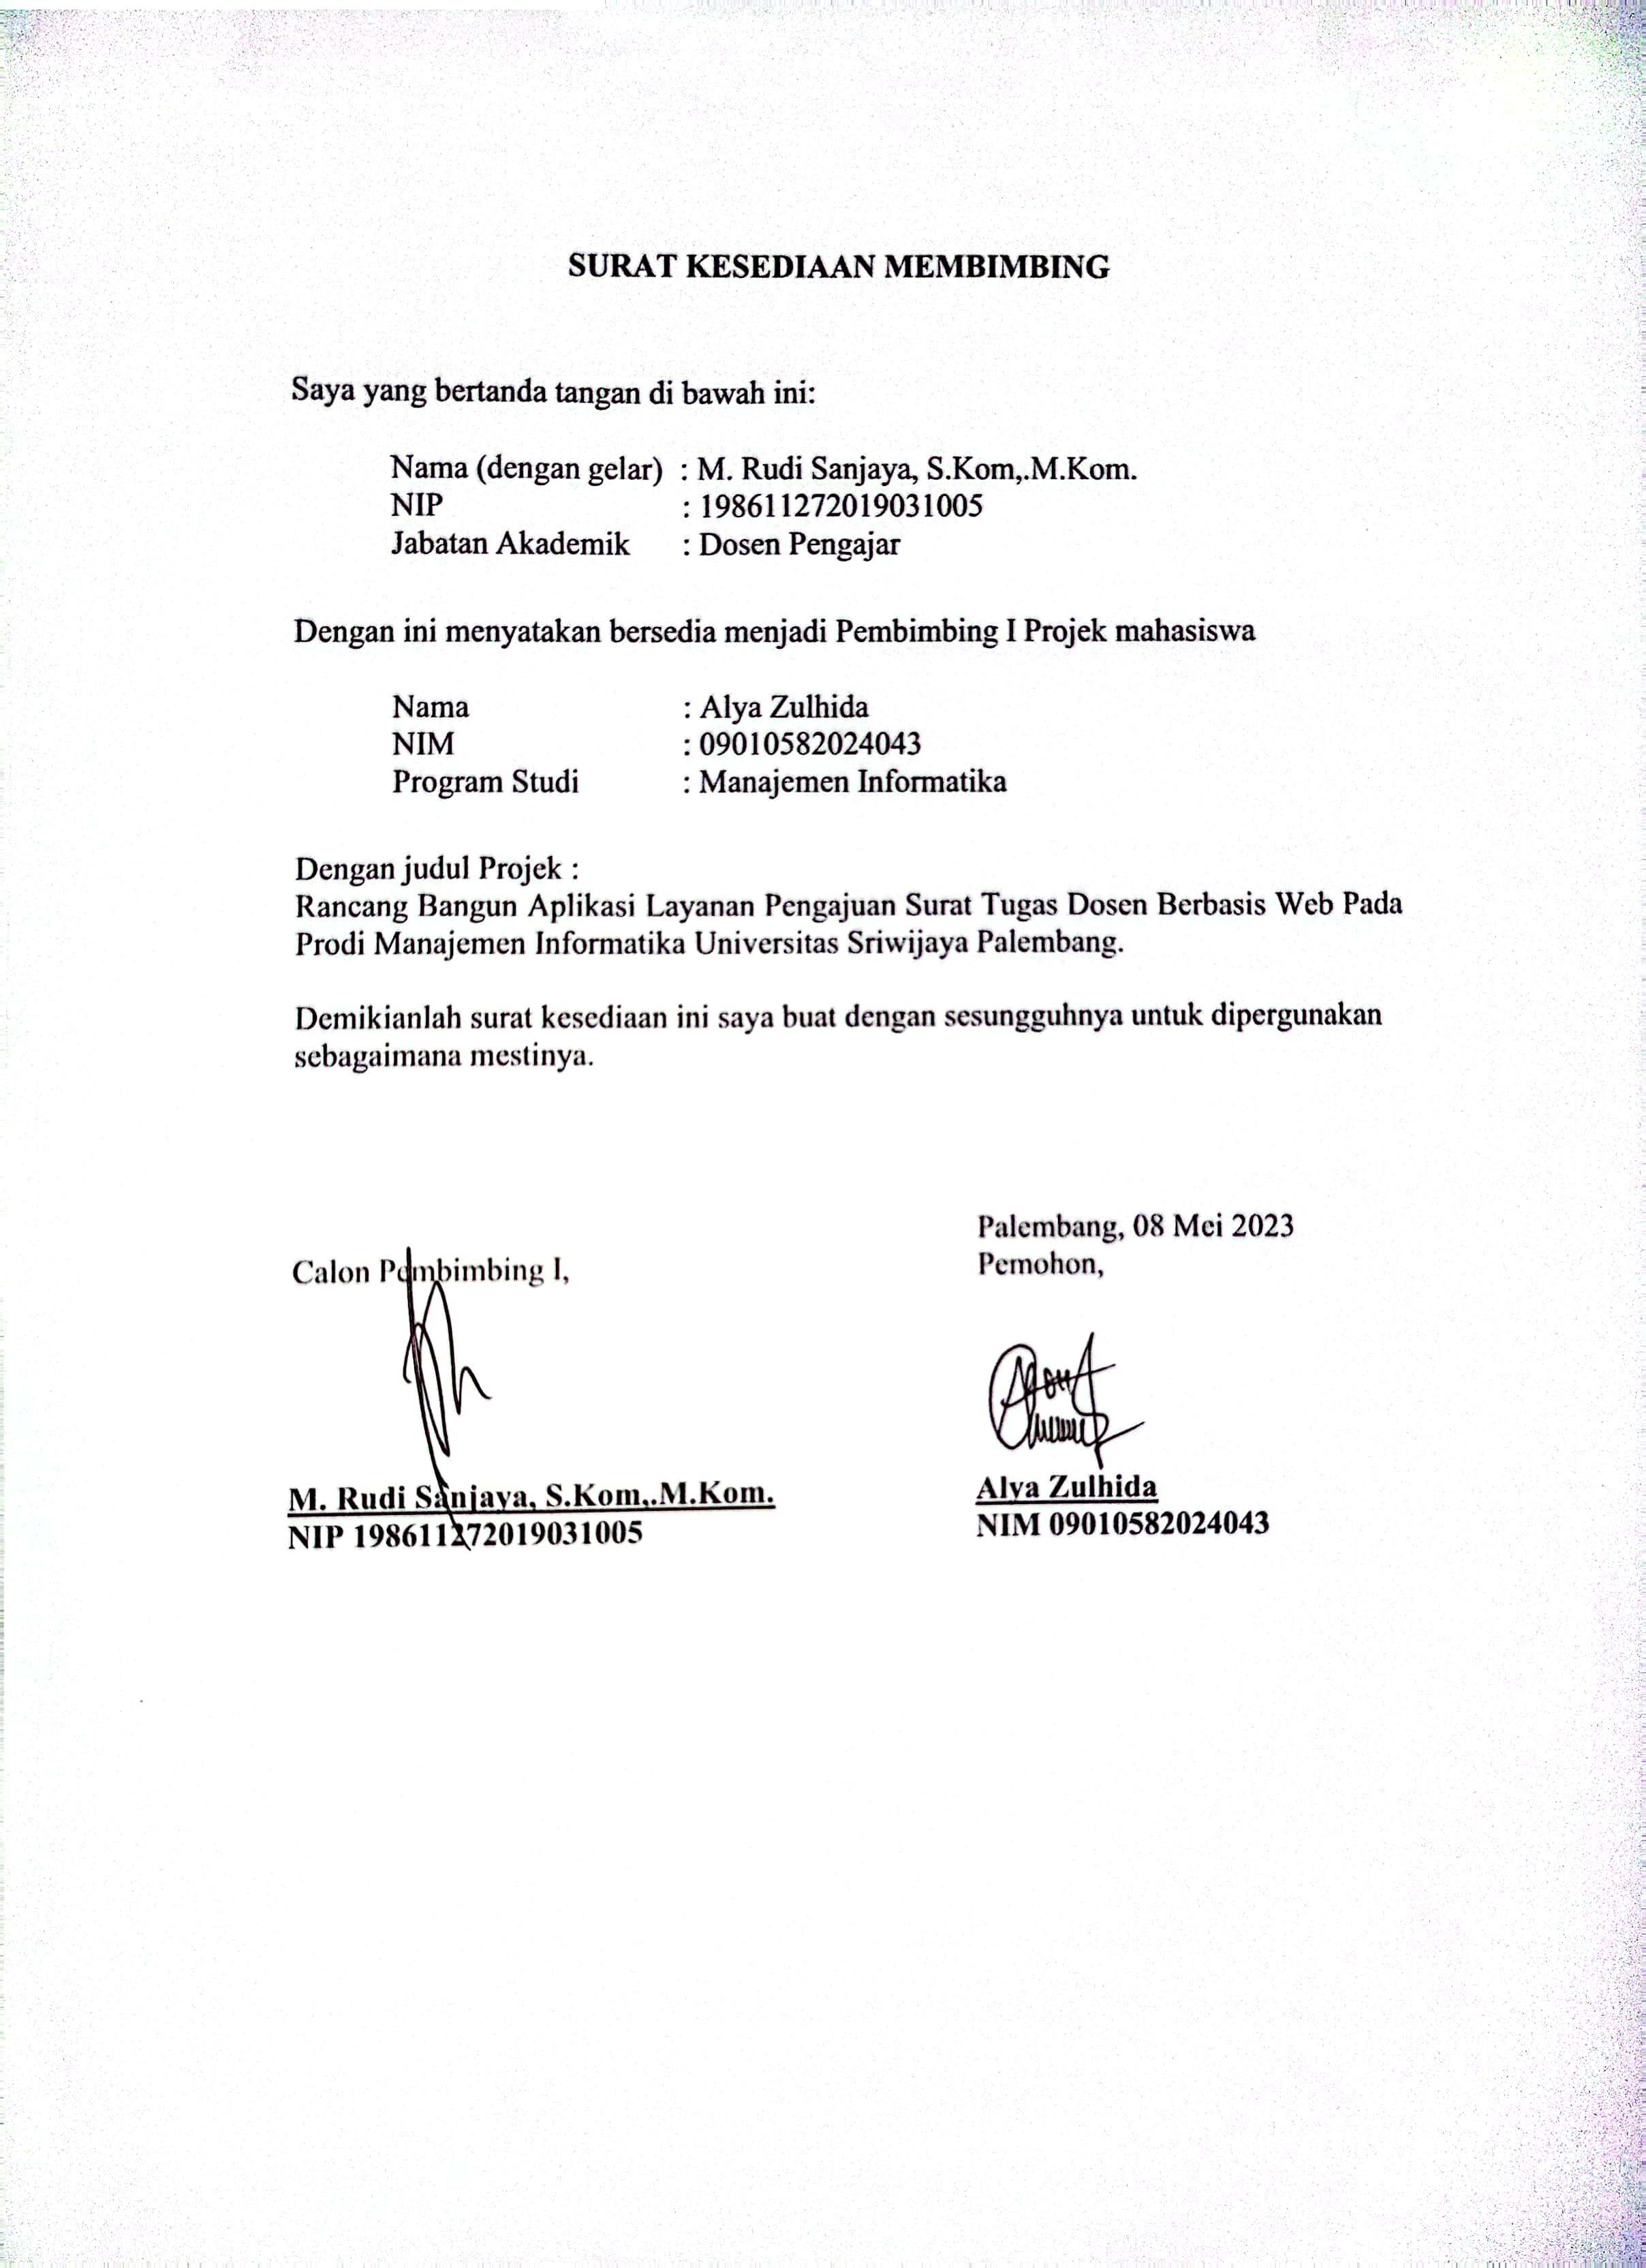 SURAT KESEDIAAN MEMBIMBING
Saya yang bertanda tangan di bawah ini:
Nama (dengan gelar) : M. Rudi Sanjaya, S.Kom,.M.Kom.
NIP : 198611272019031005
Jabatan Akademik : Dosen Pengajar
Dengan ini menyatakan bersedia menjadi Pembimbing I Projek mahasiswa
Nama : Alya Zulhida
NIM : 09010582024043
Program Studi : Manajemen Informatika
Dengan judul Projek :
Rancang Bangun Aplikasi Layanan Pengajuan Surat Tugas Dosen Berbasis Web Pada
Prodi Manajemen Informatika Universitas Sriwijaya Palembang.
Demikianlah surat kesediaan ini saya buat dengan sesungguhnya untuk dipergunakan
sebagaimana mestinya.
Palembang, 08 Mei 2023
Calon Pembimbing I,
Pemohon,
M. Rudi Sanjaya, S.Kom,.M.Kom.
NIP 198611272019031005
Alya Zulhida
NIM 09010582024043